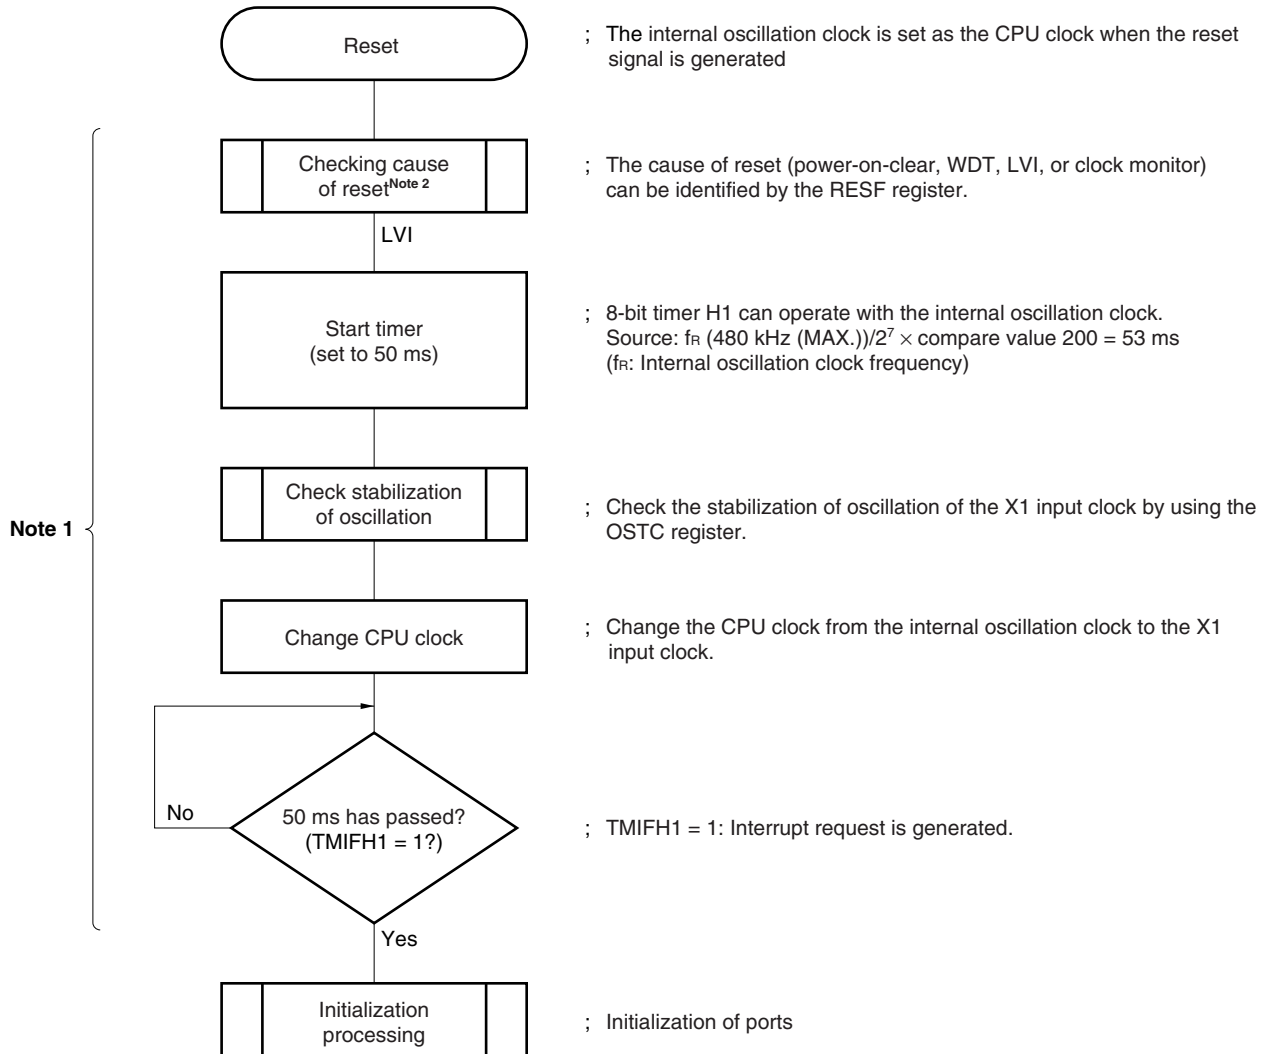 Reset
; The internal oscillation clock is set as the CPU clock when the reset
signal is generated
Checking cause
of reset^Note 2
; The cause of reset (power-on-clear, WDT, LVI, or clock monitor)
can be identified by the RESF register.
LVI
Start timer
(set to 50 ms)
; 8-bit timer H1 can operate with the internal oscillation clock.
Source: fR (480 kHz (MAX.))/2^7 × compare value 200 = 53 ms
(fR: Internal oscillation clock frequency)
Note 1
Check stabilization
of oscillation
; Check the stabilization of oscillation of the X1 input clock by using the
OSTC register.
Change CPU clock
; Change the CPU clock from the internal oscillation clock to the X1
input clock.
No
50 ms has passed?
(TMIFH1 = 1?)
; TMIFH1 = 1: Interrupt request is generated.
Yes
Initialization
processing
; Initialization of ports